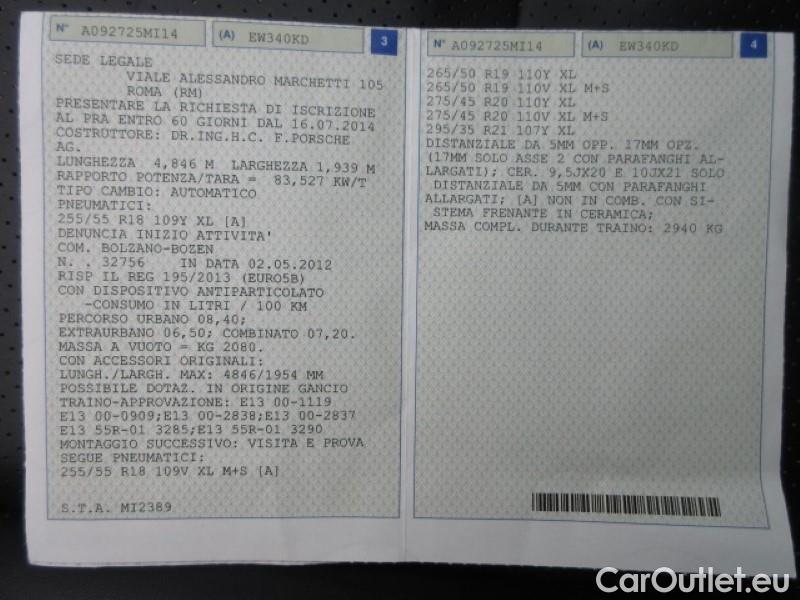 N° A092725MI14 (A) EW340KD 3
SEDE LEGALE
VIALE ALESSANDRO MARCHETTI 105
ROMA (RM)
PRESENTARE LA RICHIESTA DI ISCRIZIONE
AL PRA ENTRO 60 GIORNI DAL 16.07.2014
COSTRUTTORE: DR.ING.H.C. F.PORSCHE
AG.
LUNGHEZZA 4,846 M LARGHEZZA 1,939 M
RAPPORTO POTENZA/TARA = 83,527 KW/T
TIPO CAMBIO: AUTOMATICO
PNEUMATICI:
255/55 R18 109Y XL [A]
DENUNCIA INIZIO ATTIVITA'
COM. BOLZANO-BOZEN
N. . 32756 IN DATA 02.05.2012
RISP IL REG 195/2013 (EURO5B)
CON DISPOSITIVO ANTIPARTICOLATO
-CONSUMO IN LITRI / 100 KM
PERCORSO URBANO 08,40;
EXTRAURBANO 06,50; COMBINATO 07,20.
MASSA A VUOTO = KG 2080.
CON ACCESSORI ORIGINALI:
LUNGH./LARGH. MAX: 4846/1954 MM
POSSIBILE DOTAZ. IN ORIGINE GANCIO
TRAINO-APPROVAZIONE: E13 00-1119
E13 00-0909;E13 00-2838;E13 00-2837
E13 55R-01 3285;E13 55R-01 3290
MONTAGGIO SUCCESSIVO: VISITA E PROVA
SEGUE PNEUMATICI:
255/55 R18 109V XL M+S [A]
S.T.A. MI2389
N° A092725MI14 (A) EW340KD 4
265/50 R19 110Y XL
265/50 R19 110V XL M+S
275/45 R20 110Y XL
275/45 R20 110V XL M+S
295/35 R21 107Y XL
DISTANZIALE DA 5MM OPP. 17MM OPZ.
(17MM SOLO ASSE 2 CON PARAFANGHI AL-
LARGATI); CER. 9,5JX20 E 10JX21 SOLO
DISTANZIALE DA 5MM CON PARAFANGHI
ALLARGATI; [A] NON IN COMB. CON SI-
STEMA FRENANTE IN CERAMICA;
MASSA COMPL. DURANTE TRAINO: 2940 KG
CarOutlet.eu